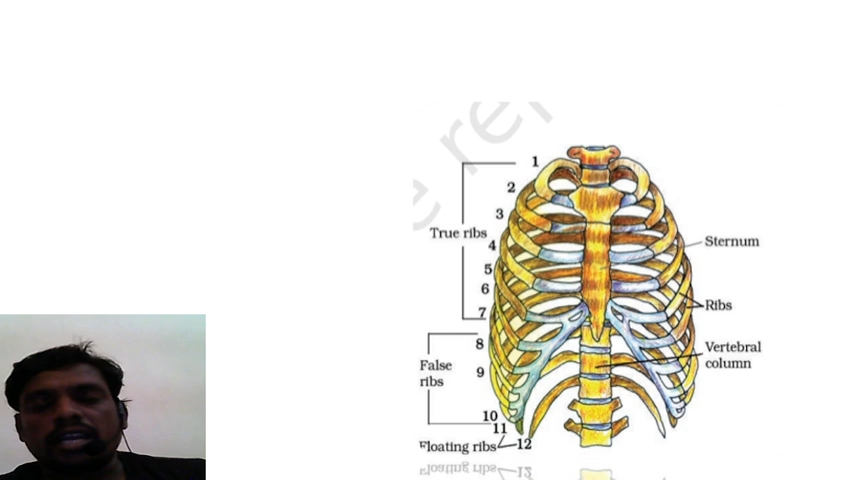 1
2
3
True ribs
4
Sternum
5
6
Ribs
7
8
Vertebral
column
False
ribs
9
10
11
Floating ribs
12